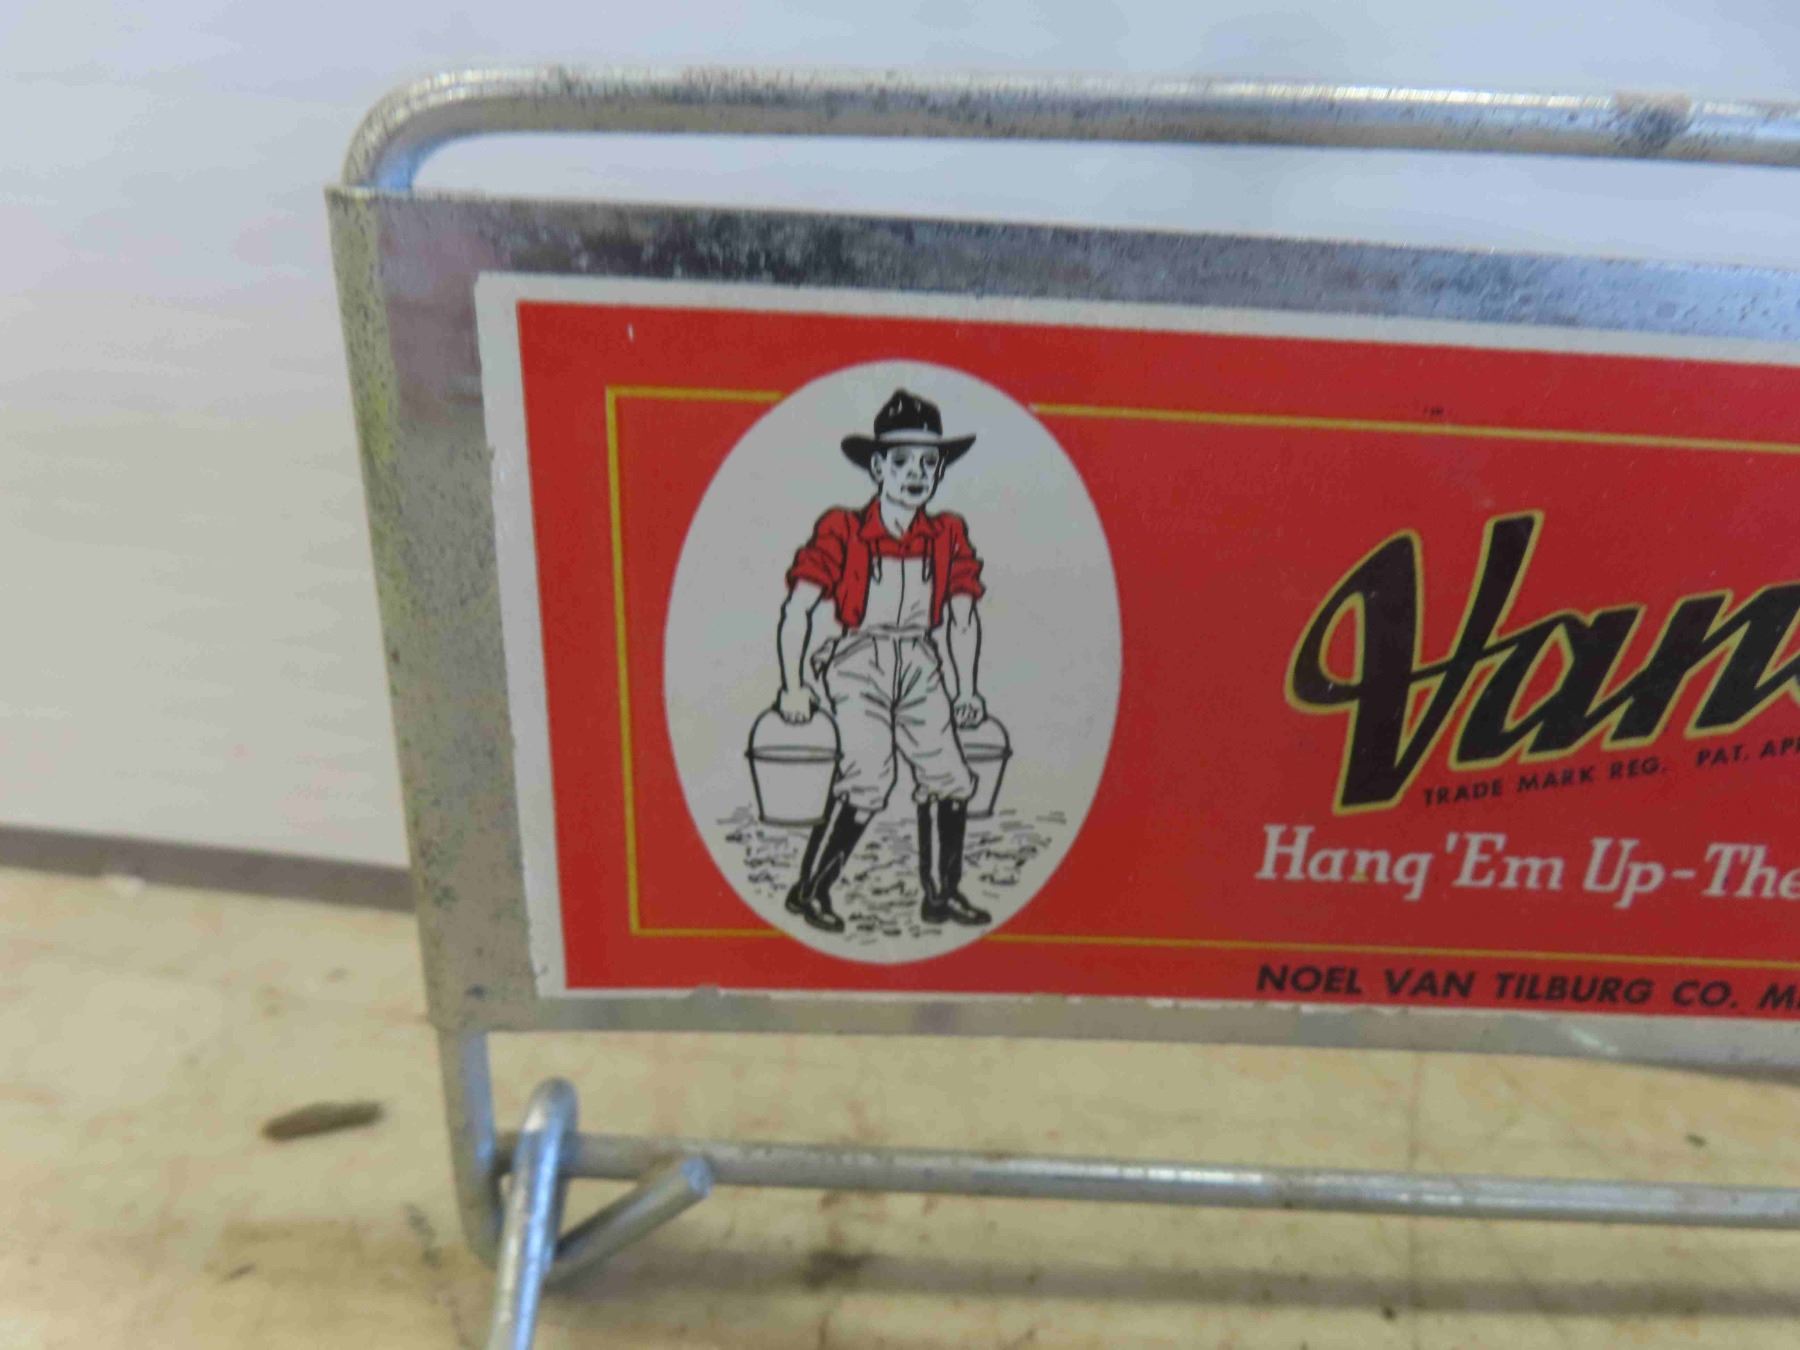 Van
TRADE MARK REG. PAT. AP
Hang 'Em Up-The
NOEL VAN TILBURG CO. M